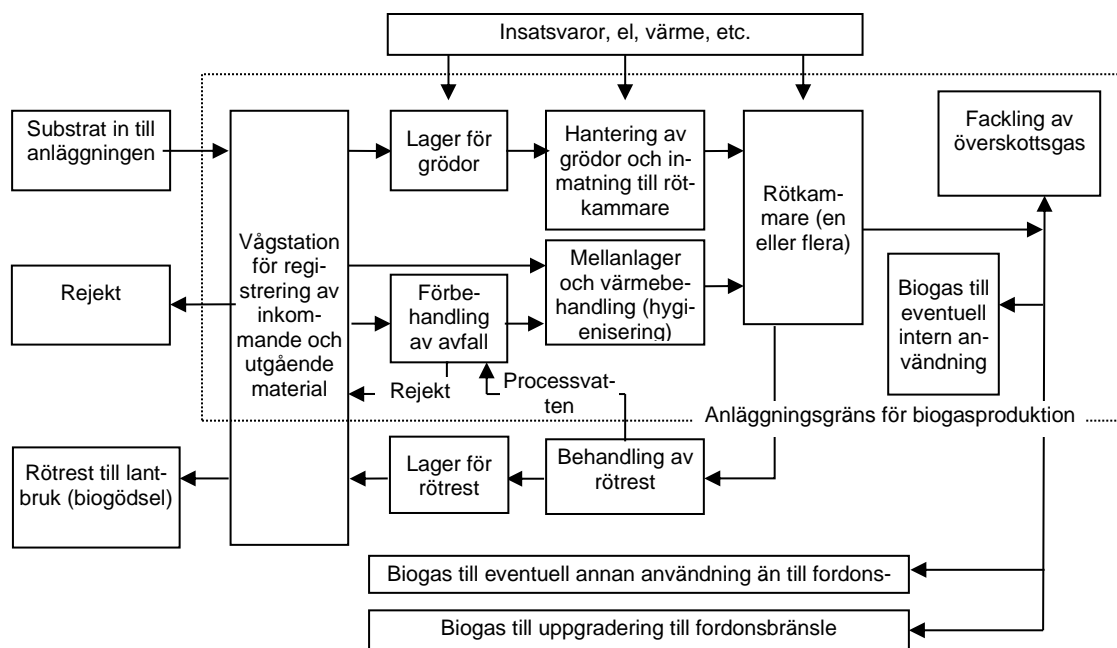 Insatsvaror, el, värme, etc.
Substrat in till
anläggningen
Lager för
grödor
Hantering av
grödor och in-
matning till röt-
kammare
Rötkam-
mare (en
eller flera)
Fackling av
överskottsgas
Vågstation
för regi-
strering av
inkom-
mande och
utgående
material
Rejekt
Förbe-
handling
av avfall
Mellanlager
och värmebe-
handling (hygi-
enisering)
Biogas till
eventuell
intern an-
vändning
Rejekt
Processvat-
ten
Anläggningsgräns för biogasproduktion
Rötrest till lant-
bruk (biogödsel)
Lager för
rötrest
Behandling av
rötrest
Biogas till eventuell annan användning än till fordons-
Biogas till uppgradering till fordonsbränsle